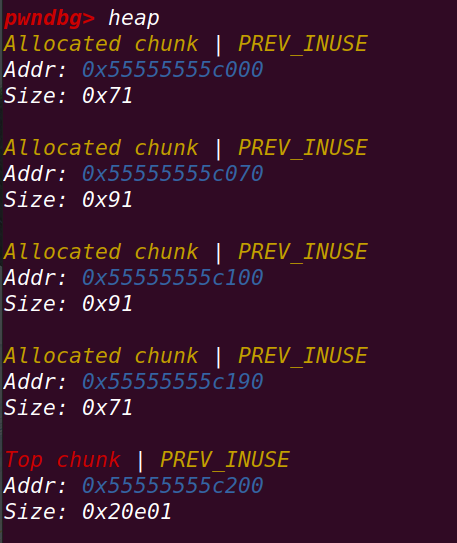 pwndbg> heap
Allocated chunk | PREV_INUSE
Addr: 0x55555555c000
Size: 0x71
Allocated chunk | PREV_INUSE
Addr: 0x55555555c070
Size: 0x91
Allocated chunk | PREV_INUSE
Addr: 0x55555555c100
Size: 0x91
Allocated chunk | PREV_INUSE
Addr: 0x55555555c190
Size: 0x71
Top chunk | PREV_INUSE
Addr: 0x55555555c200
Size: 0x20e01